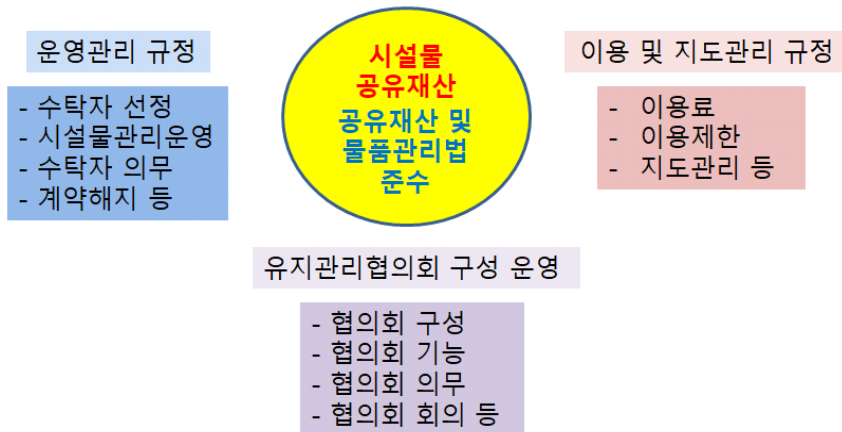 운영관리 규정
- 수탁자 선정
- 시설물관리운영
- 수탁자 의무
- 계약해지 등
시설물
공유재산
공유재산 및
물품관리법
준수
이용 및 지도관리 규정
- 이용료
- 이용제한
- 지도관리 등
유지관리협의회 구성 운영
- 협의회 구성
- 협의회 기능
- 협의회 의무
- 협의회 회의 등